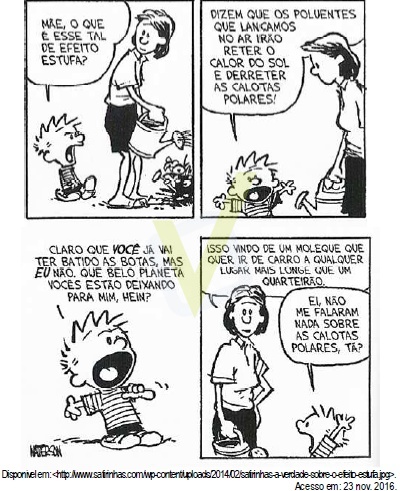 MÃE, O QUE
É ESSE TAL
DE EFEITO
ESTUFA?
DIZEM QUE OS POLUENTES
QUE LANÇAMOS
NO AR IRÃO
RETER O
CALOR DO SOL
E DERRETER
AS CALOTAS
POLARES!
CLARO QUE VOCÊ JÁ VAI
TER BATIDO AS BOTAS, MAS
EU NÃO. QUE BELO PLANETA
VOCÊS ESTÃO DEIXANDO
PARA MIM, HEIN?
WATERSON
ISSO VINDO DE UM MOLEQUE QUE
QUER IR DE CARRO A QUALQUER
LUGAR MAIS LONGE QUE UM
QUARTEIRÃO.
EI, NÃO
ME FALARAM
NADA SOBRE
AS CALOTAS
POLARES, TÁ?
Disponível em: <http://www.satirinhas.com/wp-content/uploads/2014/02/satirinhas-a-verdade-sobre-o-efeito-estufa.jpg>.
Acesso em: 23 nov. 2016.